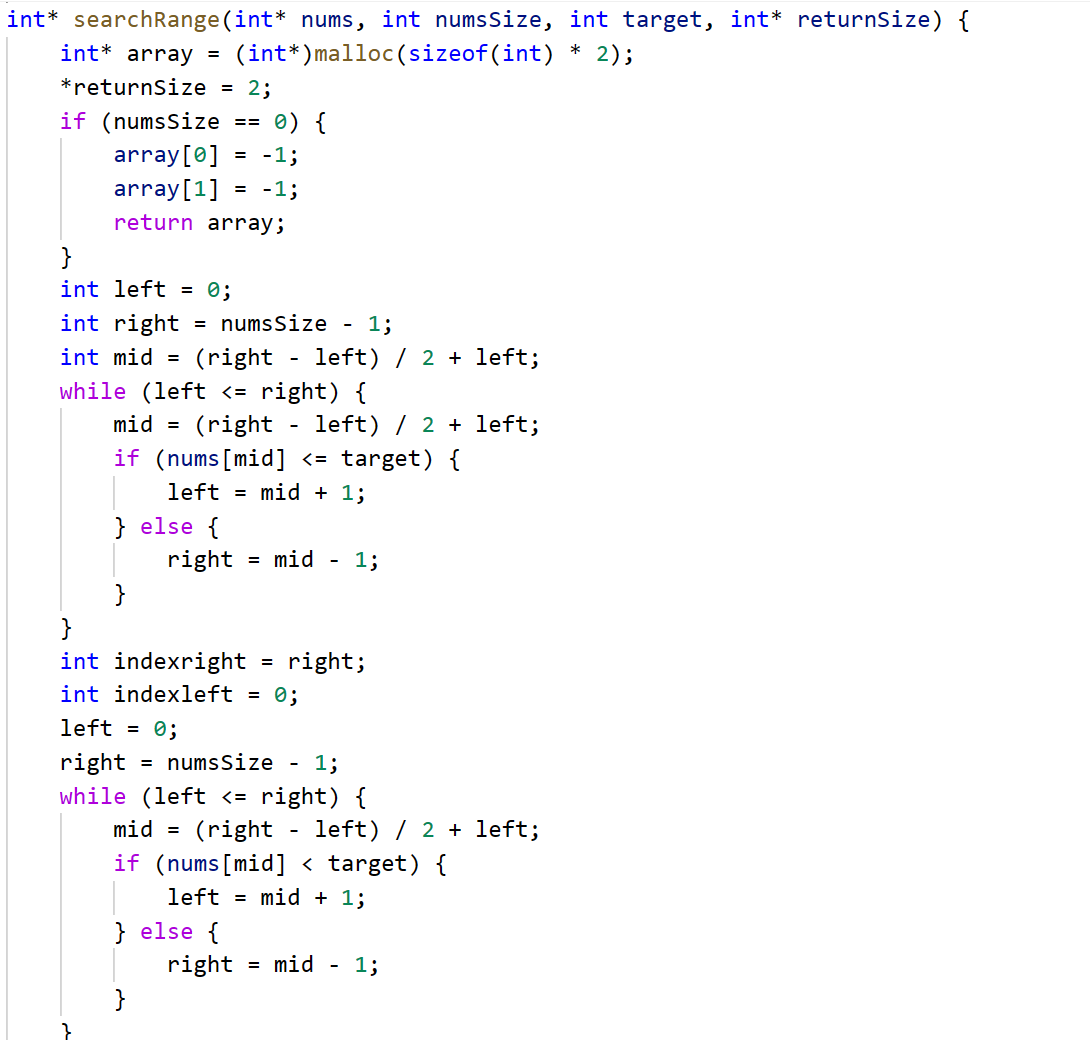 int* searchRange(int* nums, int numsSize, int target, int* returnSize) {
    int* array = (int*)malloc(sizeof(int) * 2);
    *returnSize = 2;
    if (numsSize == 0) {
        array[0] = -1;
        array[1] = -1;
        return array;
    }
    int left = 0;
    int right = numsSize - 1;
    int mid = (right - left) / 2 + left;
    while (left <= right) {
        mid = (right - left) / 2 + left;
        if (nums[mid] <= target) {
            left = mid + 1;
        } else {
            right = mid - 1;
        }
    }
    int indexright = right;
    int indexleft = 0;
    left = 0;
    right = numsSize - 1;
    while (left <= right) {
        mid = (right - left) / 2 + left;
        if (nums[mid] < target) {
            left = mid + 1;
        } else {
            right = mid - 1;
        }
    }